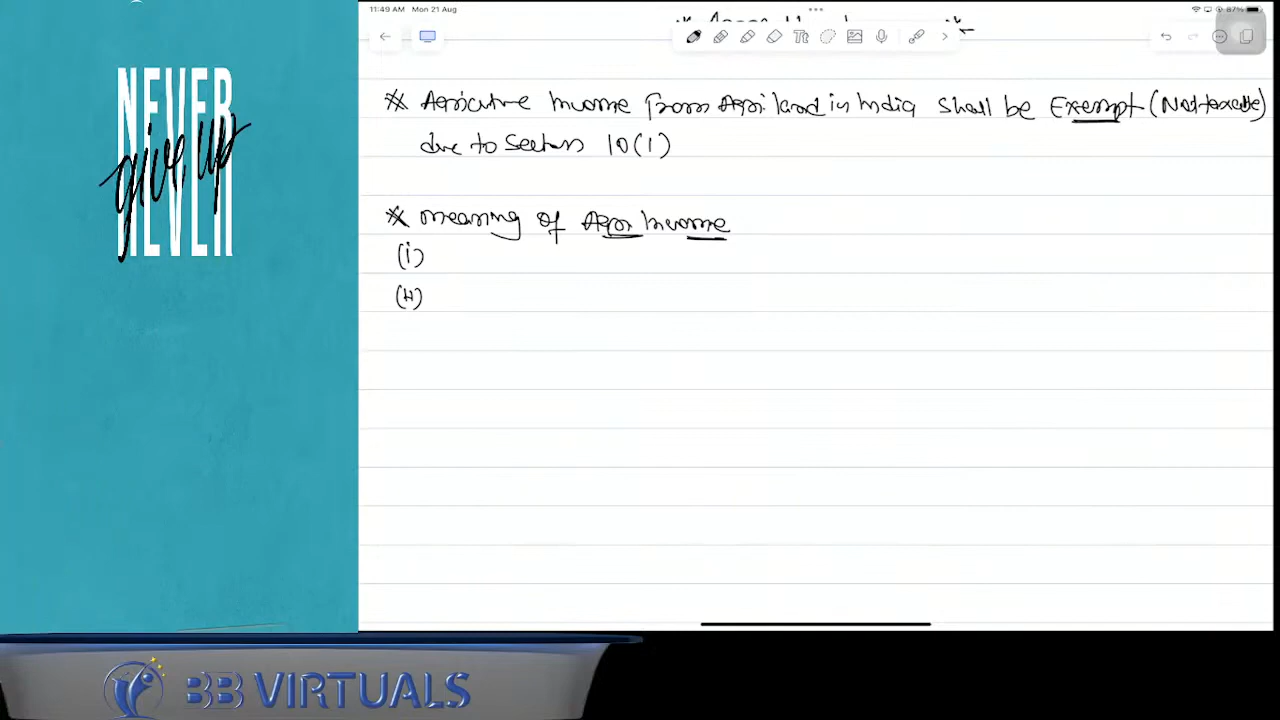 11:49 AM Mon 21 Aug
87%
NEVER
give up
NEVER
* Agriculture Income from Agri land in India shall be Exempt (Not taxable)
due to Section 10(1)
* meaning of Agri Income
(i)
(ii)
BB VIRTUALS